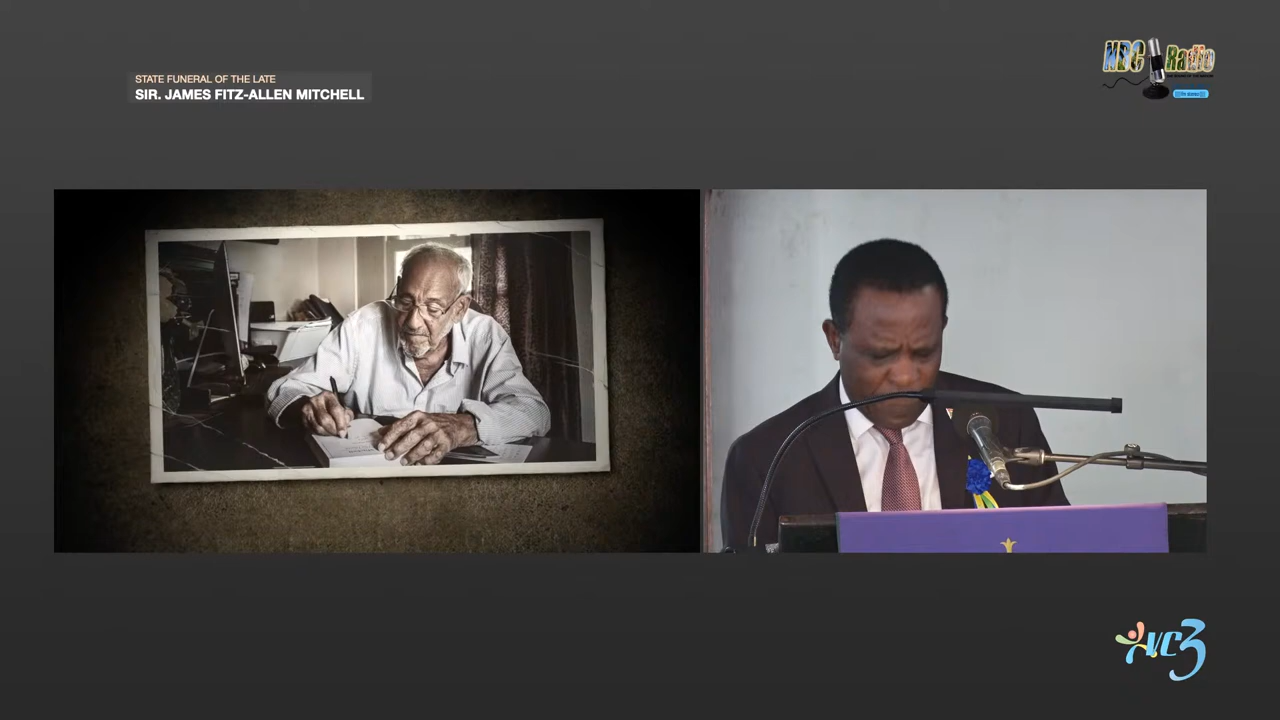 STATE FUNERAL OF THE LATE
SIR. JAMES FITZ-ALLEN MITCHELL
NBC Radio
VC3